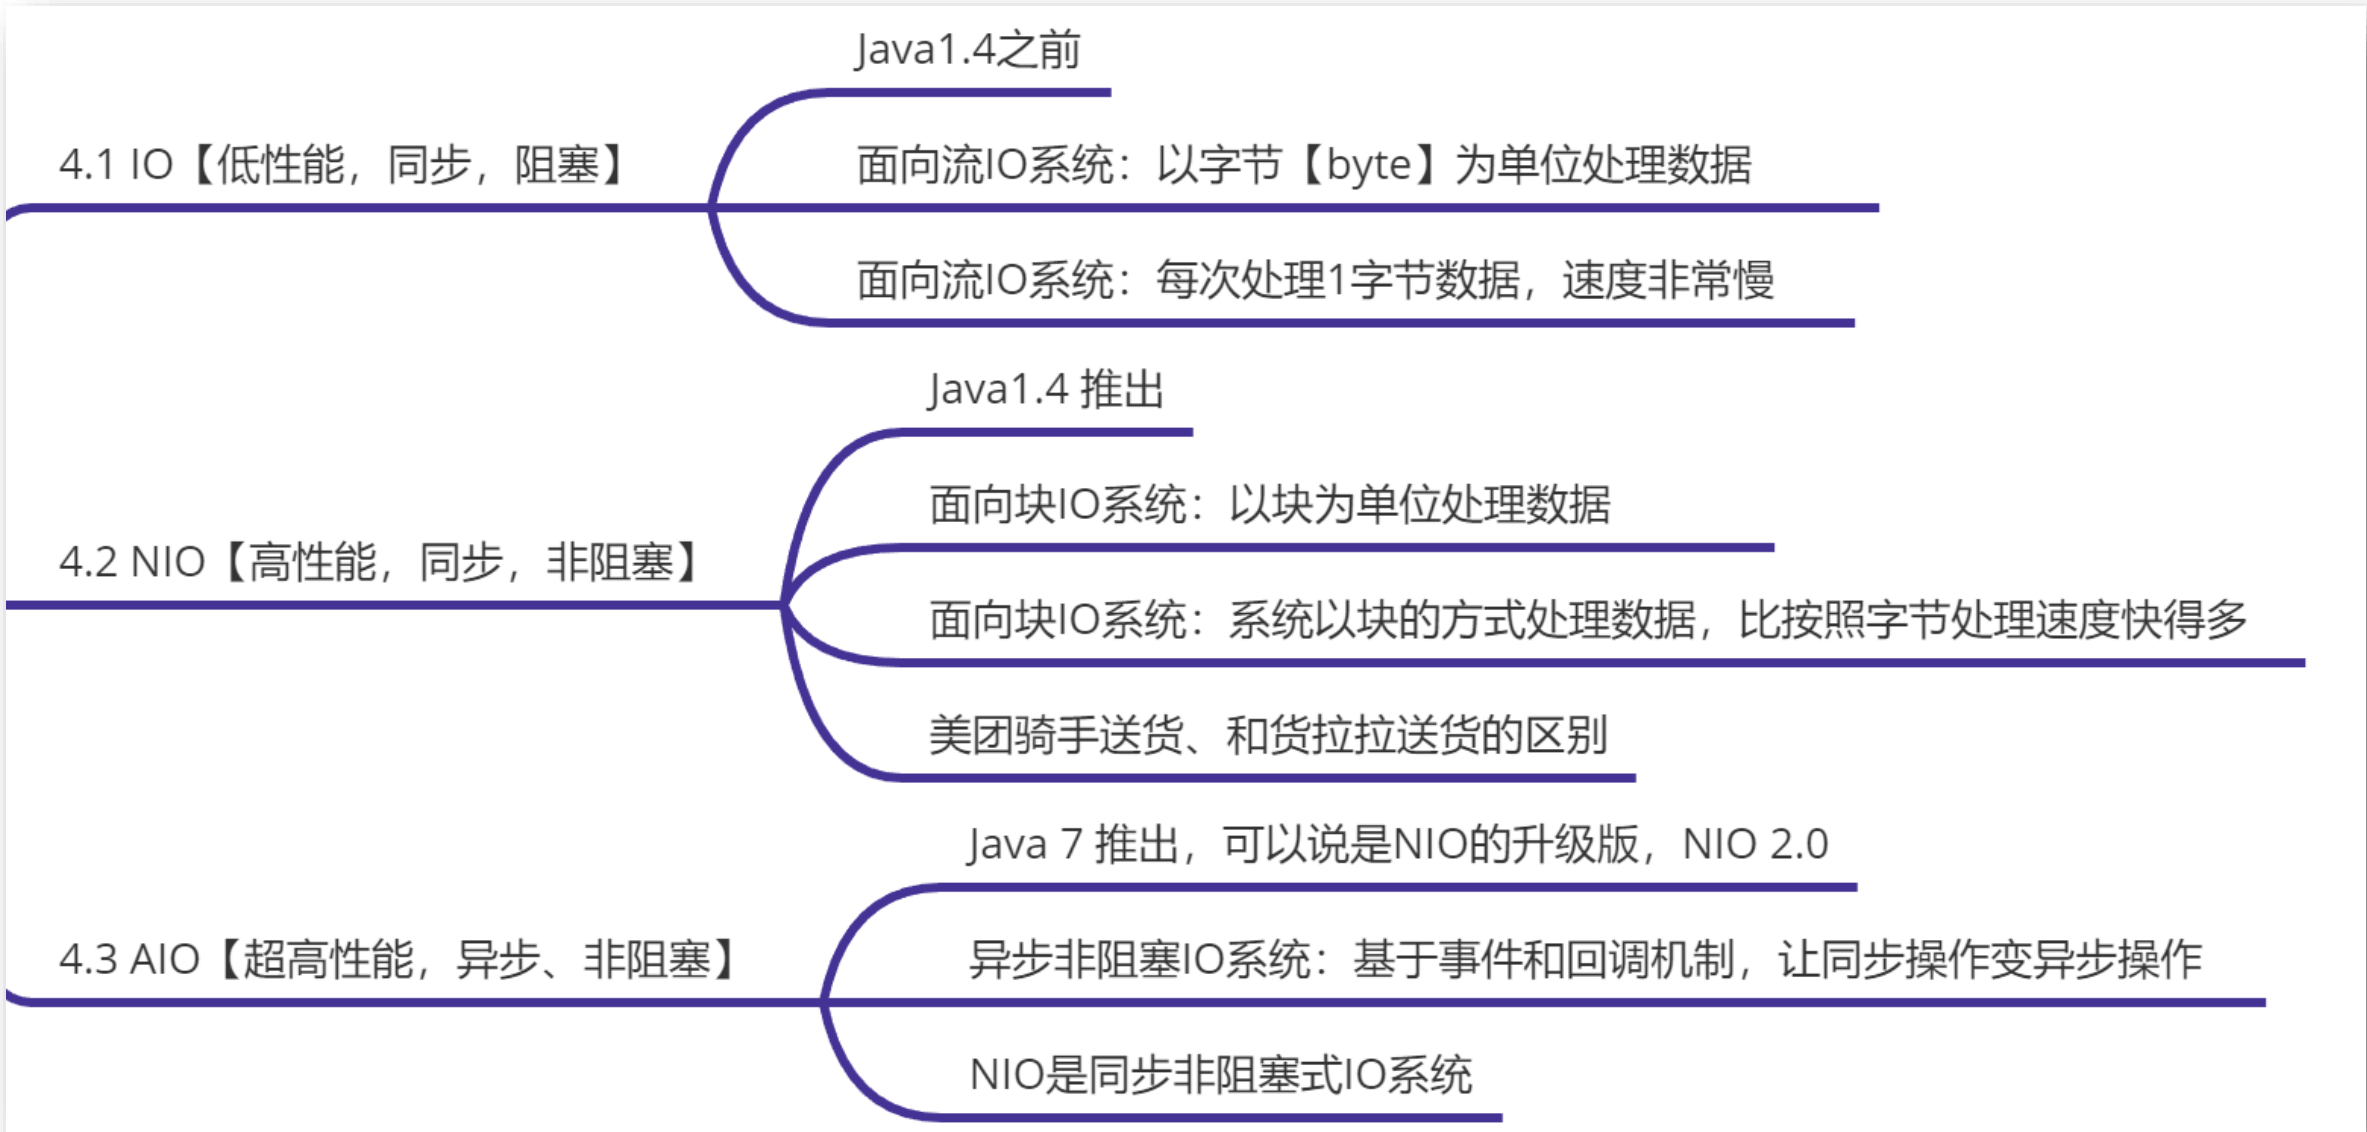 Java1.4之前
4.1 IO【低性能，同步，阻塞】
面向流IO系统：以字节【byte】为单位处理数据
面向流IO系统：每次处理1字节数据，速度非常慢
Java1.4 推出
面向块IO系统：以块为单位处理数据
4.2 NIO【高性能，同步，非阻塞】
面向块IO系统：系统以块的方式处理数据，比按照字节处理速度快得多
美团骑手送货、和货拉拉送货的区别
Java 7 推出，可以说是NIO的升级版，NIO 2.0
4.3 AIO【超高性能，异步、非阻塞】
异步非阻塞IO系统：基于事件和回调机制，让同步操作变异步操作
NIO是同步非阻塞式IO系统